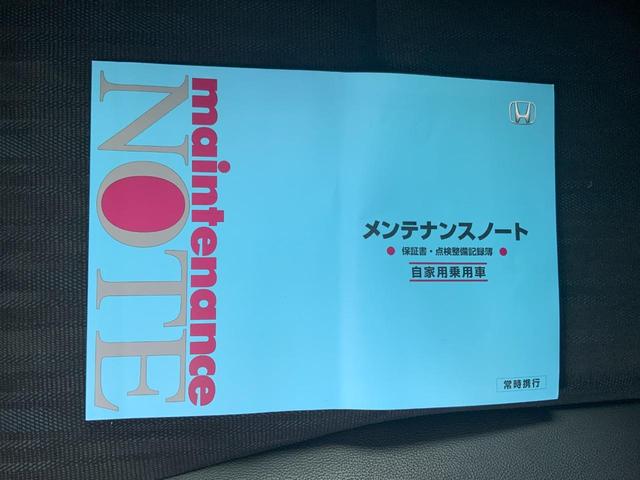 maintenance
NOTE
メンテナンスノート
保証書・点検整備記録簿
自家用乗用車
常時携行